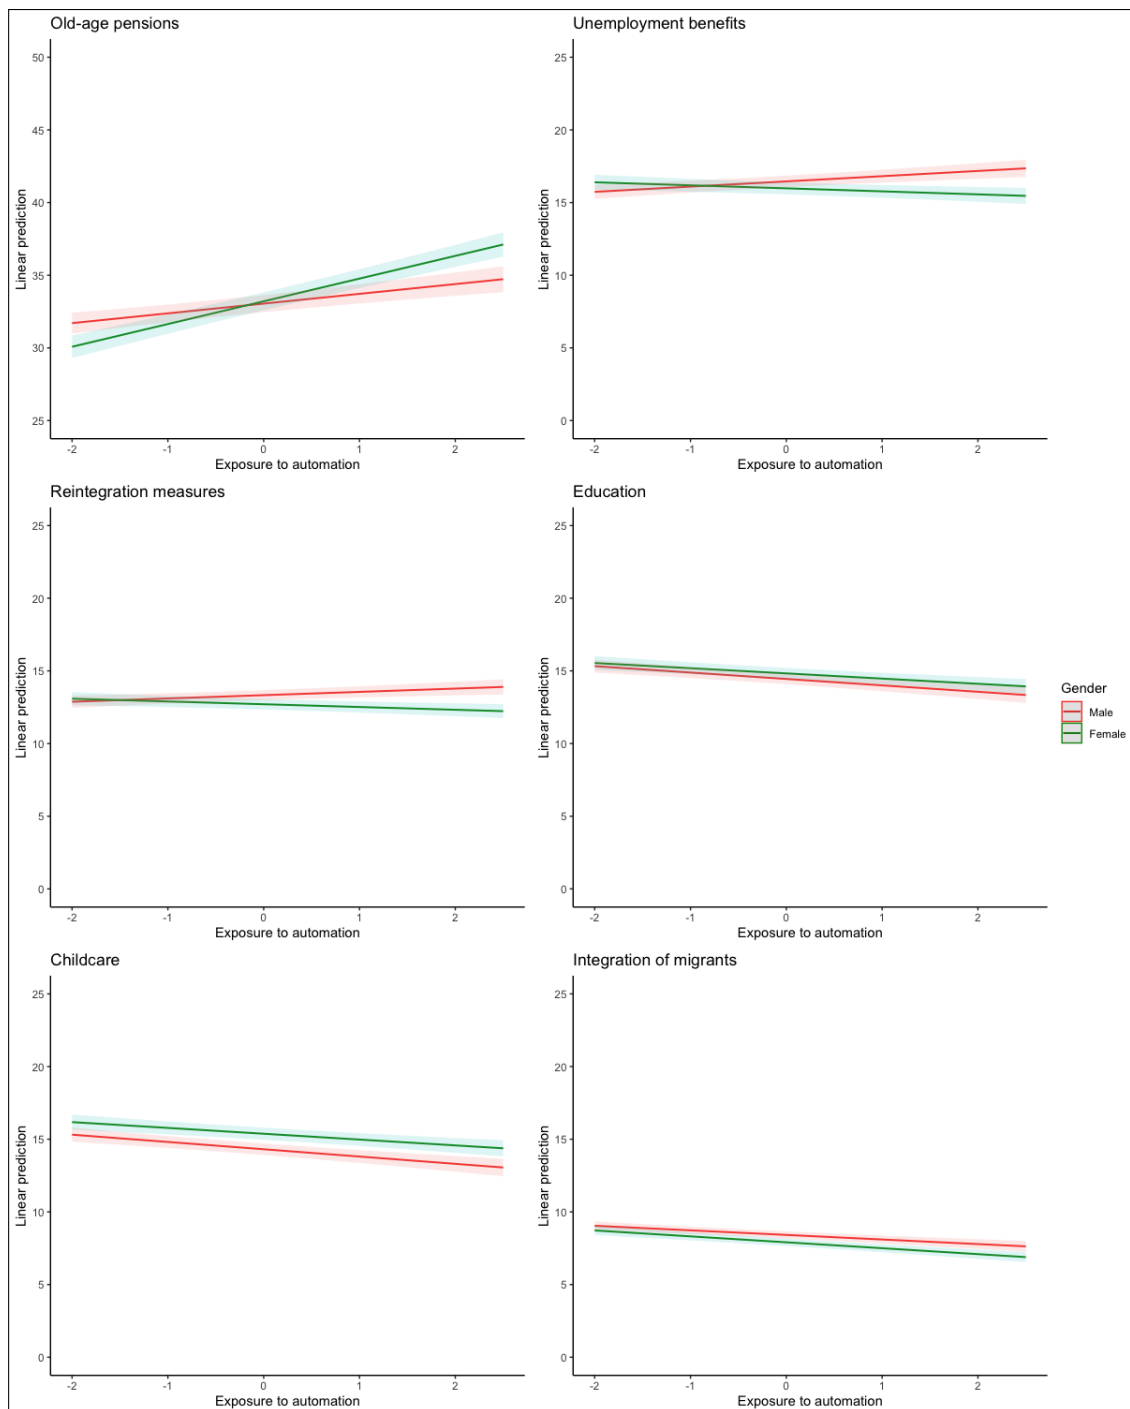 Old-age pensions
50
45
40
35
30
25
Linear prediction
-2 -1 0 1 2
Exposure to automation
Unemployment benefits
25
20
15
10
5
0
Linear prediction
-2 -1 0 1 2
Exposure to automation
Reintegration measures
25
20
15
10
5
0
Linear prediction
-2 -1 0 1 2
Exposure to automation
Education
25
20
15
10
5
0
Linear prediction
-2 -1 0 1 2
Exposure to automation
Gender
Male
Female
Childcare
25
20
15
10
5
0
Linear prediction
-2 -1 0 1 2
Exposure to automation
Integration of migrants
25
20
15
10
5
0
Linear prediction
-2 -1 0 1 2
Exposure to automation